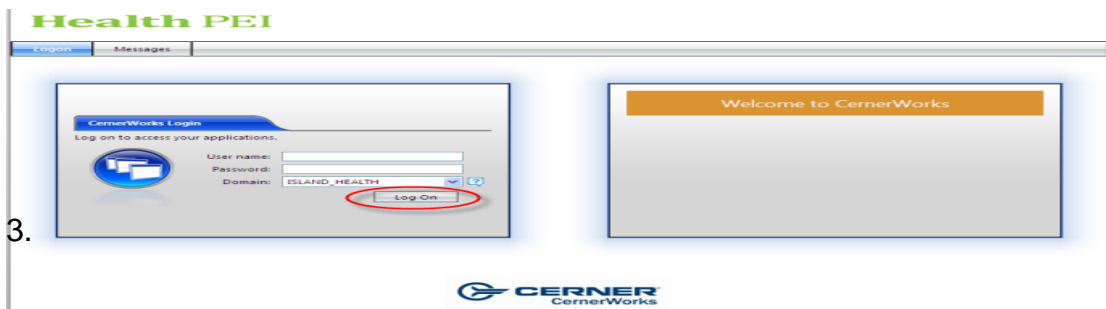 Health PEI
Logon Messages
CernerWorks Login
Log on to access your applications.
User name:
Password:
Domain: ISLAND_HEALTH ?
Log On
Welcome to CernerWorks
3.
CERNER
CernerWorks